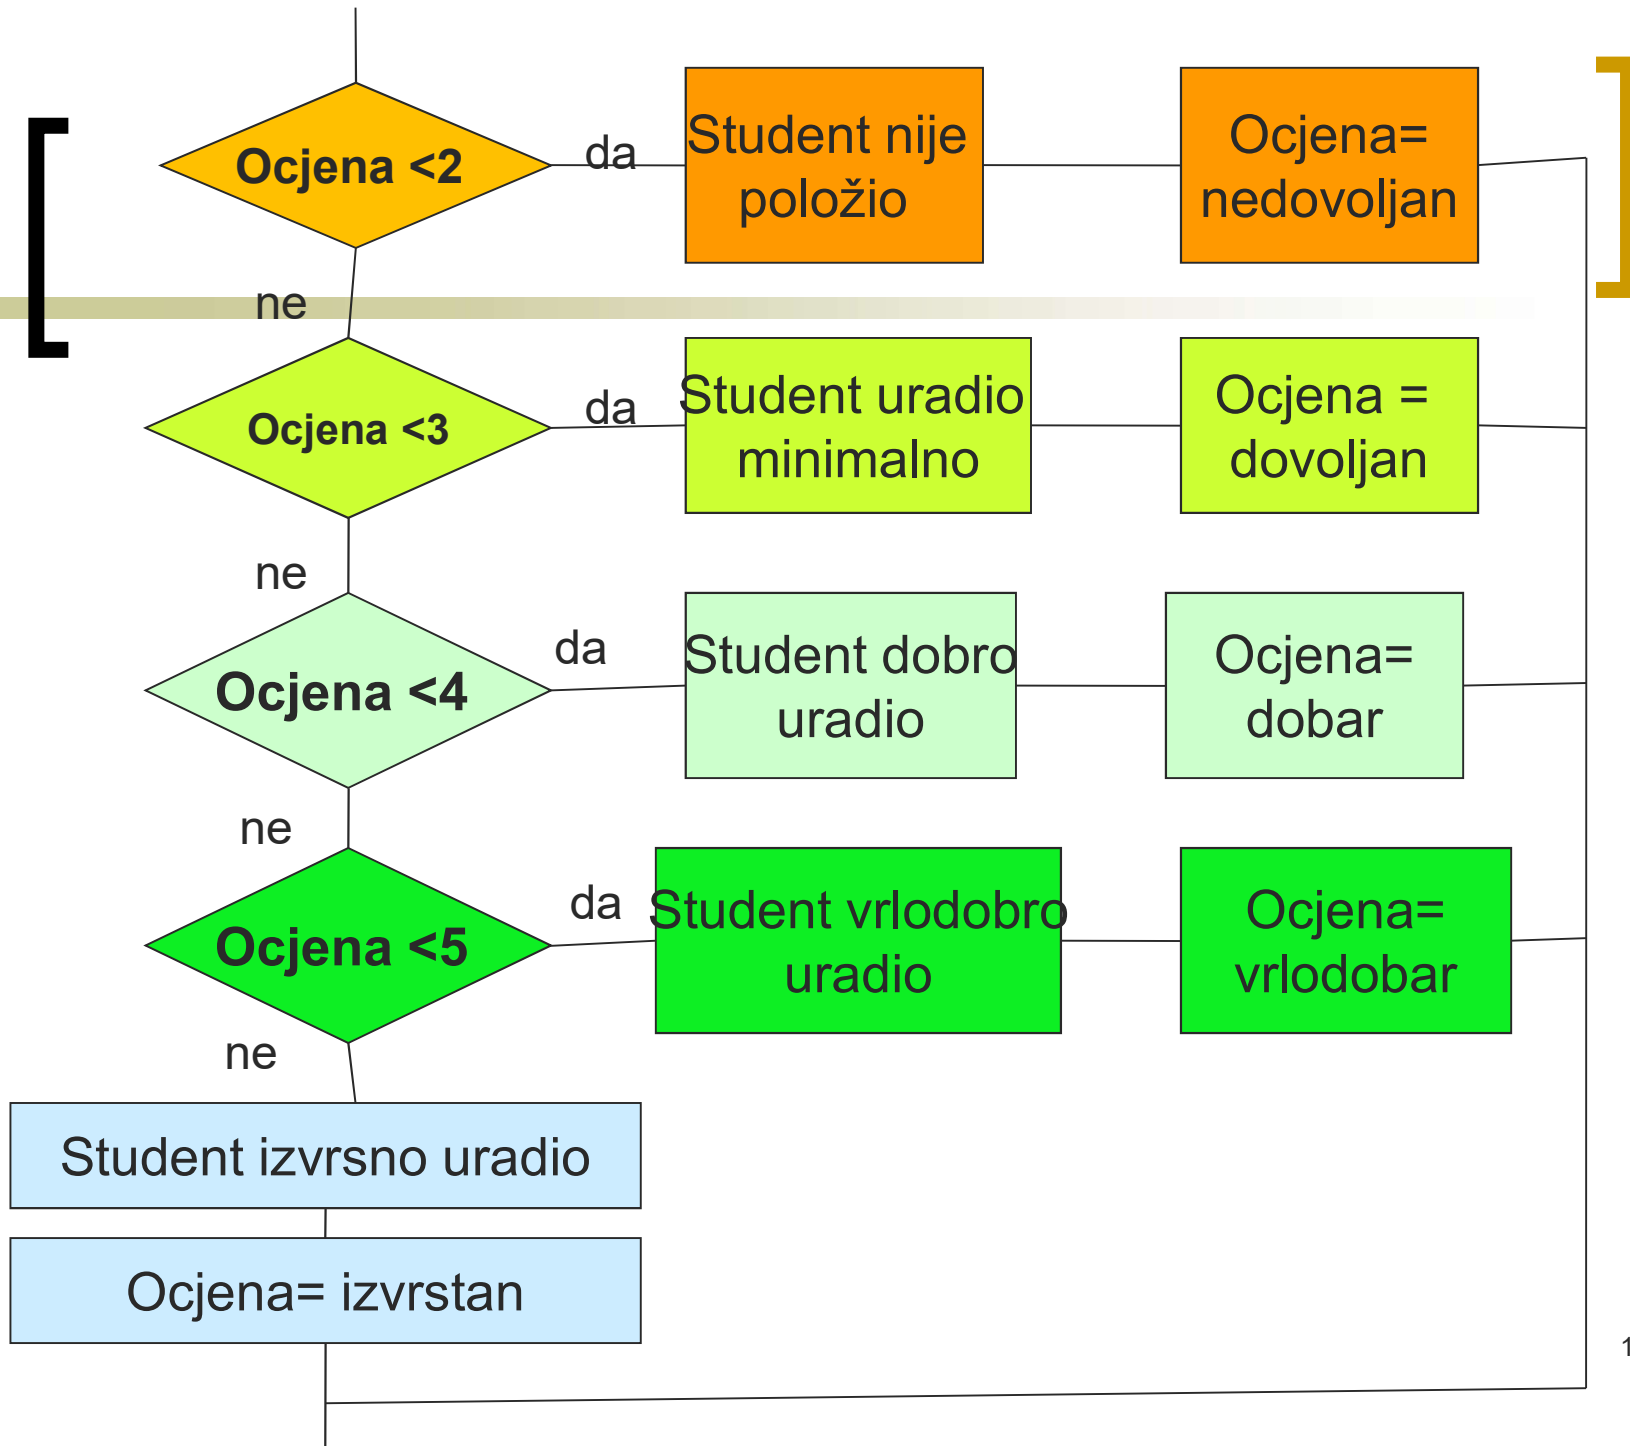 Ocjena <2
da
Student nije
položio
Ocjena=
nedovoljan
ne
Ocjena <3
da
Student uradio
minimalno
Ocjena =
dovoljan
ne
Ocjena <4
da
Student dobro
uradio
Ocjena=
dobar
ne
Ocjena <5
da
Student vrlodobro
uradio
Ocjena=
vrlodobar
ne
Student izvrsno uradio
Ocjena= izvrstan
1